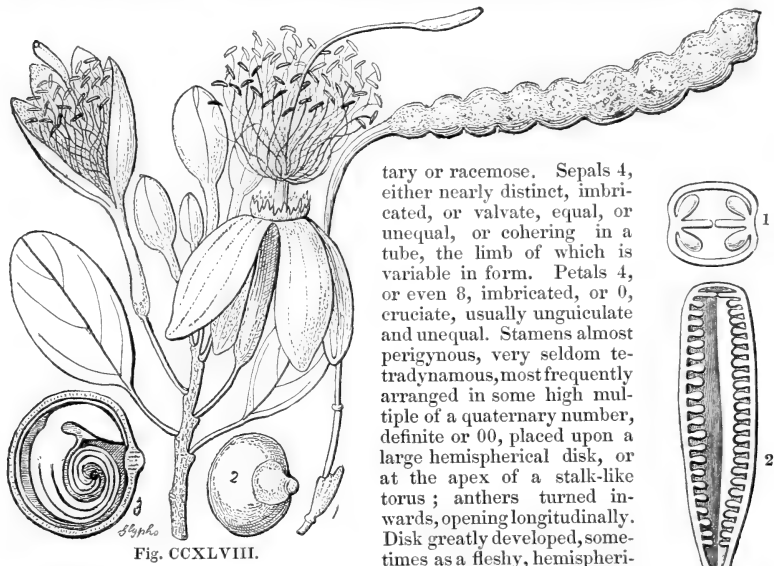 tary or racemose. Sepals 4,
either nearly distinct, imbri-
cated, or valvate, equal, or
unequal, or cohering in a
tube, the limb of which is
variable in form. Petals 4,
or even 8, imbricated, or 0,
cruciate, usually unguiculate
and unequal. Stamens almost
perigynous, very seldom te-
tradynamous, most frequently
arranged in some high mul-
tiple of a quaternary number,
definite or 00, placed upon a
large hemispherical disk, or
at the apex of a stalk-like
torus; anthers turned in-
wards, opening longitudinally.
Disk greatly developed, some-
times as a fleshy, hemispheri-
1
2
2
3
1
Glypho
Fig. CCXLVIII.